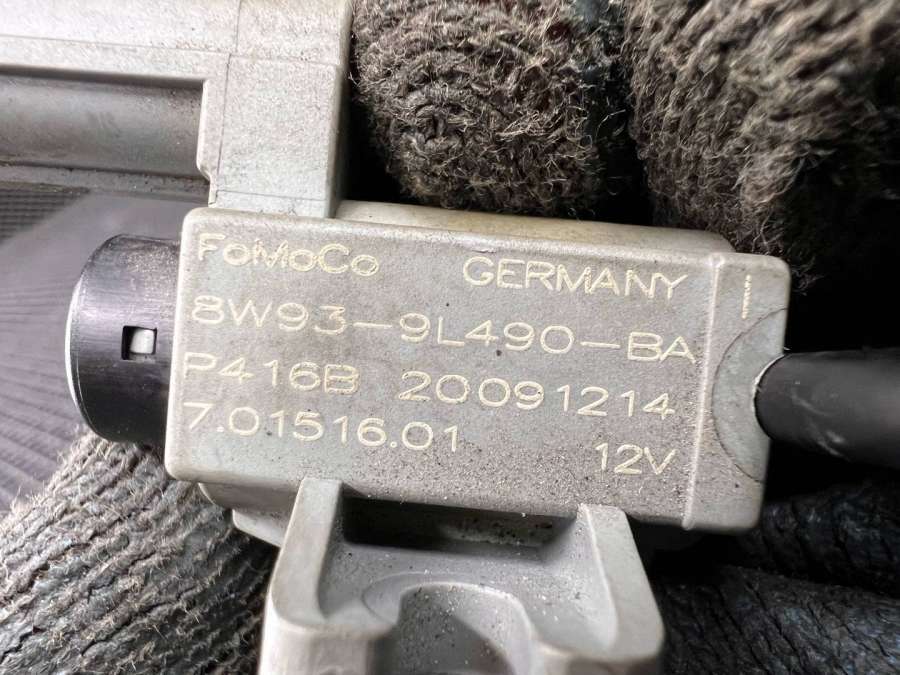 FoMoCo GERMANY
8W93-9L490-BA
P416B 20091214
7.01516.01 12V